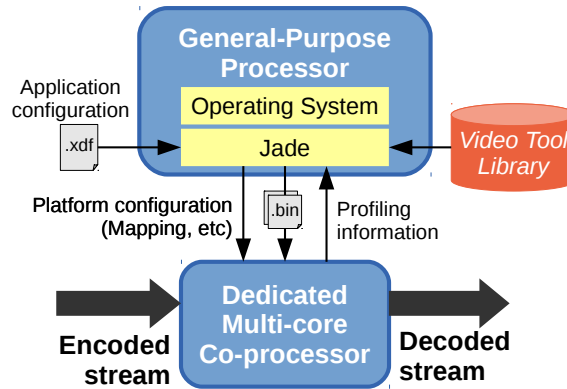 General-Purpose
Processor
Application
configuration
Operating System
.xdf
Jade
Video Tool
Library
Platform configuration
(Mapping, etc)
.bin
Profiling
information
Dedicated
Multi-core
Co-processor
Encoded
stream
Decoded
stream